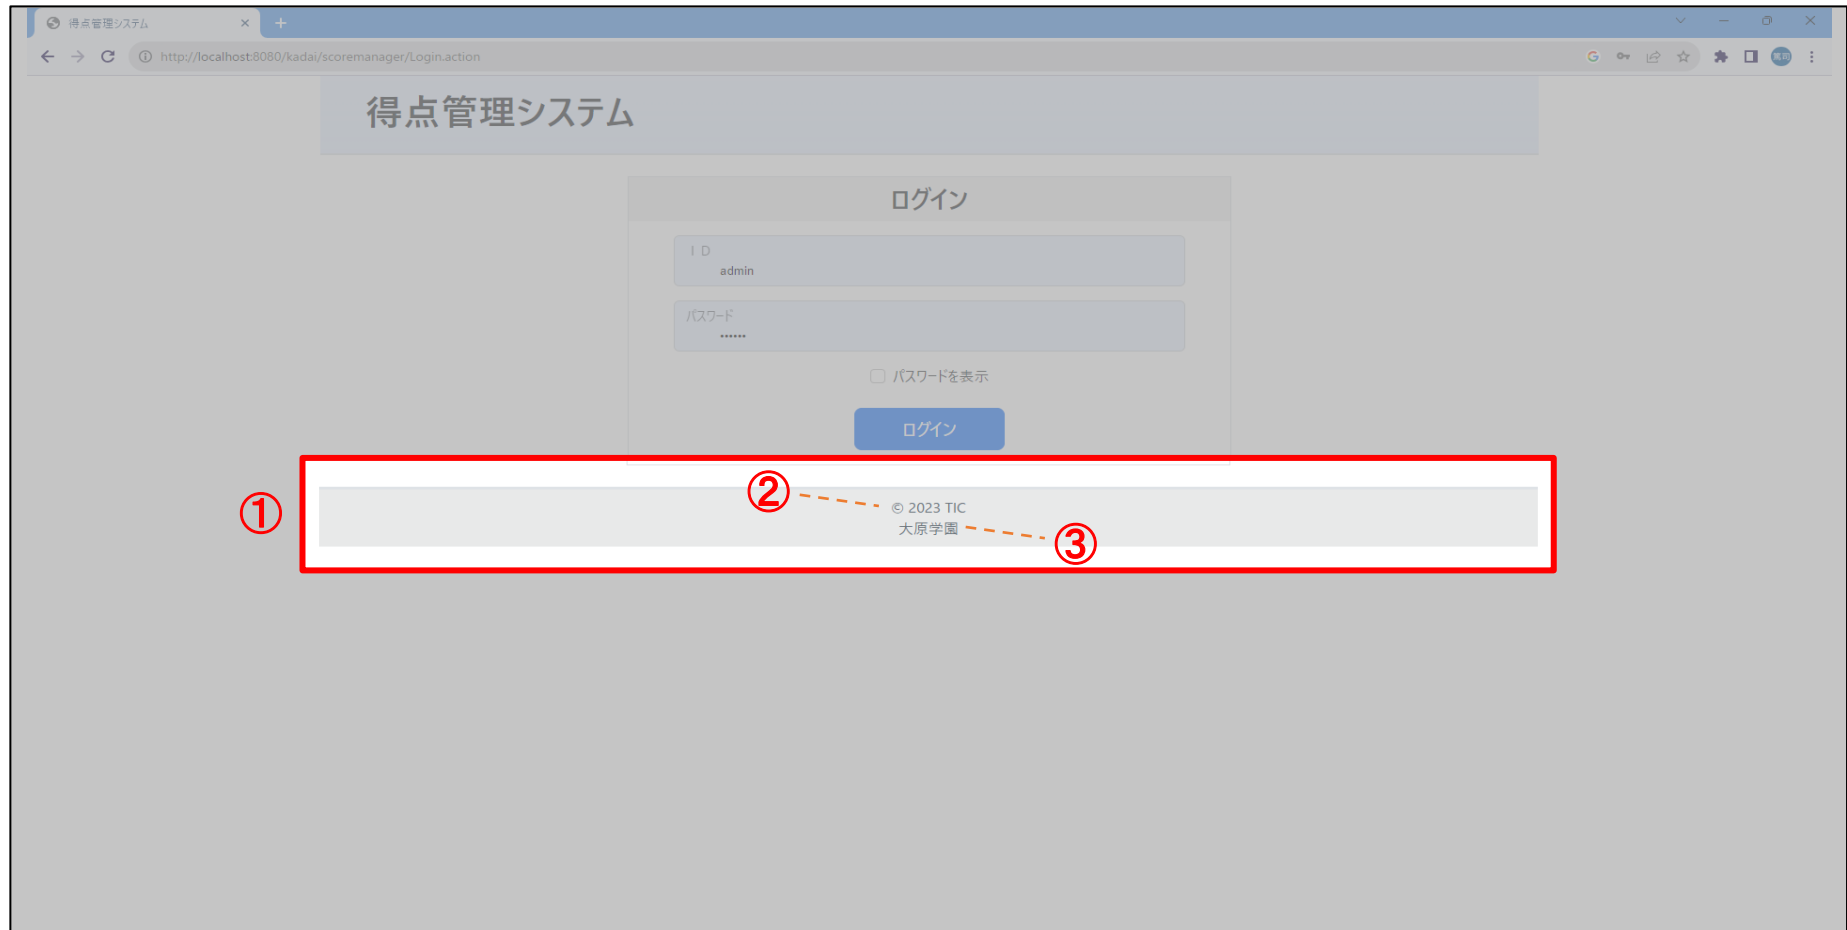 得点管理システム
http://localhost:8080/kadai/scoremanager/Login.action
得点管理システム
ログイン
ID
admin
パスワード
••••••
パスワードを表示
ログイン
①
②
© 2023 TIC
大原学園
③